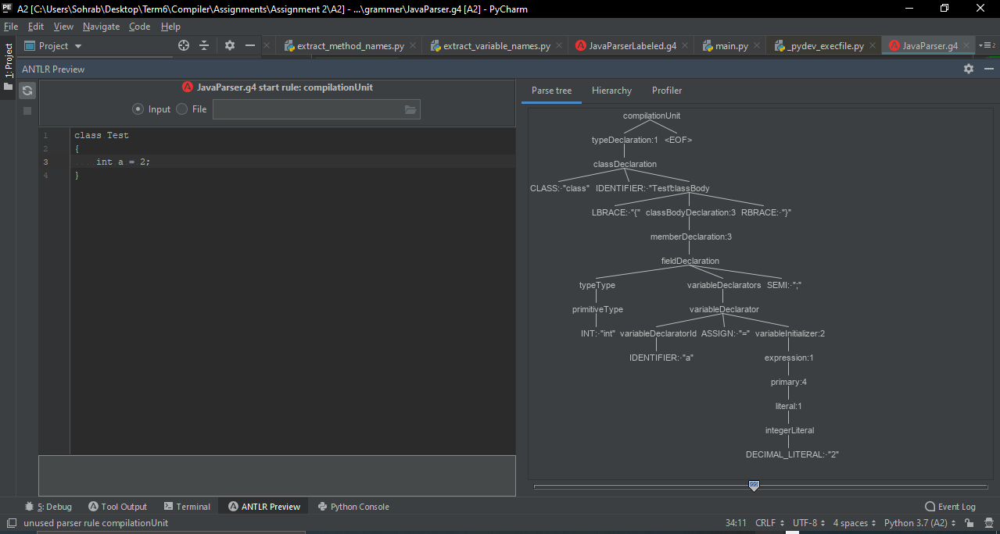 PE A2 [C:\Users\Sohrab\Desktop\Term6\Compiler\Assignments\Assignment 2\A2] - ...\grammer\JavaParser.g4 [A2] - PyCharm
File Edit View Navigate Code Help
1: Project
Project
extract_method_names.py
extract_variable_names.py
JavaParserLabeled.g4
main.py
_pydev_execfile.py
JavaParser.g4
2
ANTLR Preview
JavaParser.g4 start rule: compilationUnit
Input File
1 class Test
2 {
3 int a = 2;
4 }
Parse tree Hierarchy Profiler
compilationUnit
typeDeclaration:1 <EOF>
classDeclaration
CLASS:·"class" IDENTIFIER:·"Test"classBody
LBRACE:·"{" classBodyDeclaration:3 RBRACE:·"}"
memberDeclaration:3
fieldDeclaration
typeType variableDeclarators SEMI:·";"
primitiveType variableDeclarator
INT:·"int" variableDeclaratorId ASSIGN:·"=" variableInitializer:2
IDENTIFIER:·"a" expression:1
primary:4
literal:1
integerLiteral
DECIMAL_LITERAL:·"2"
5: Debug Tool Output Terminal ANTLR Preview Python Console Event Log
unused parser rule compilationUnit 34:11 CRLF UTF-8 4 spaces Python 3.7 (A2)